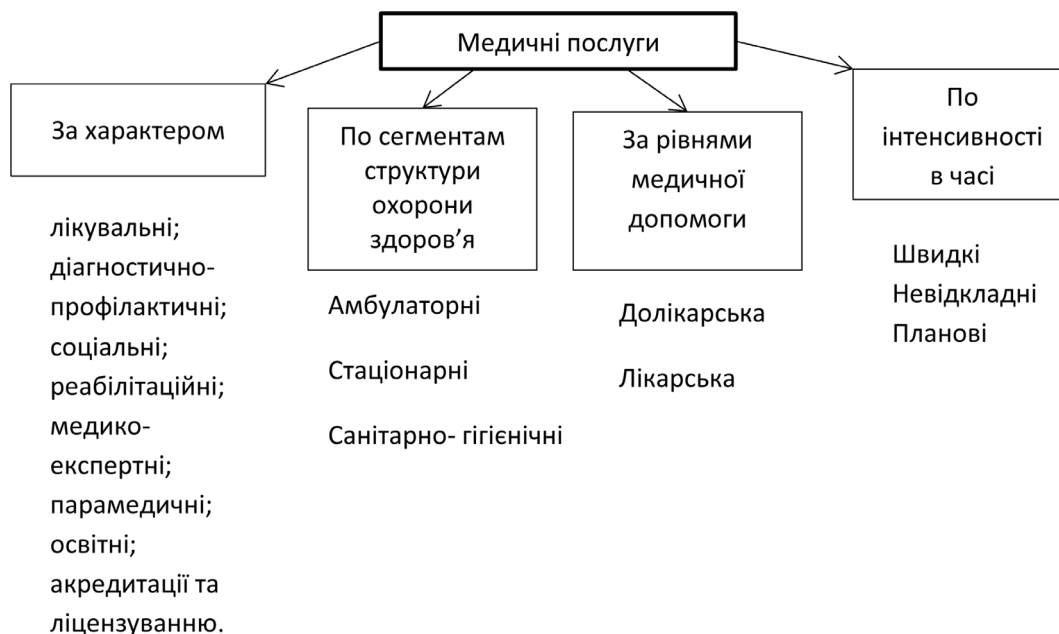 Медичні послуги
За характером
лікувальні;
діагностично-
профілактичні;
соціальні;
реабілітаційні;
медико-
експертні;
парамедичні;
освітні;
акредитації та
ліцензуванню.
По сегментам
структури
охорони
здоров’я
Амбулаторні
Стаціонарні
Санітарно- гігієнічні
За рівнями
медичної
допомоги
Долікарська
Лікарська
По
інтенсивності
в часі
Швидкі
Невідкладні
Планові